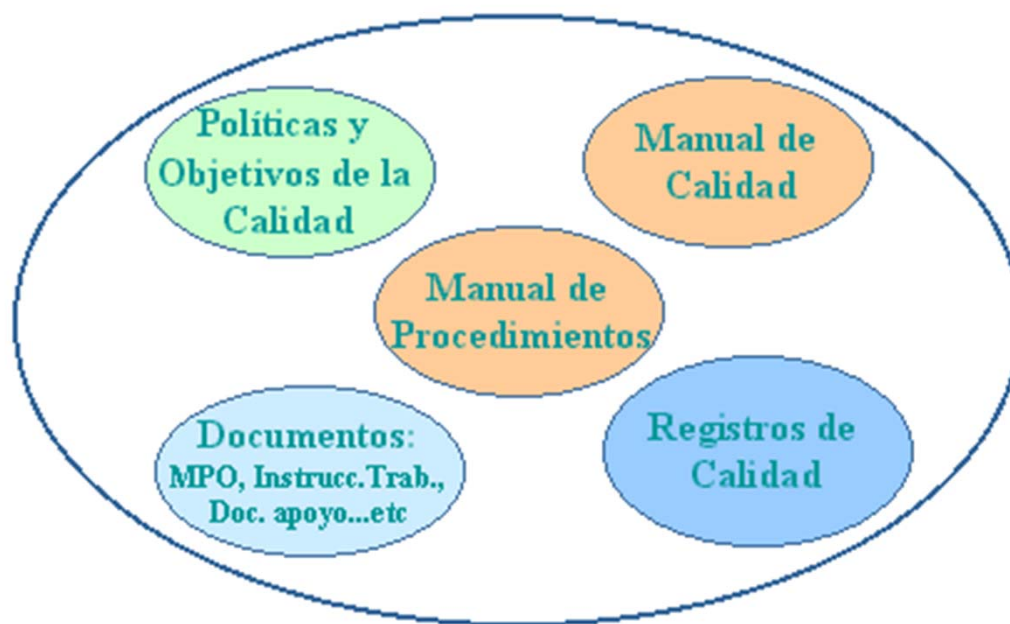 Políticas y
Objetivos de la
Calidad
Manual de
Calidad
Manual de
Procedimientos
Documentos:
MPO, Instrucc.Trab.,
Doc. apoyo...etc
Registros de
Calidad